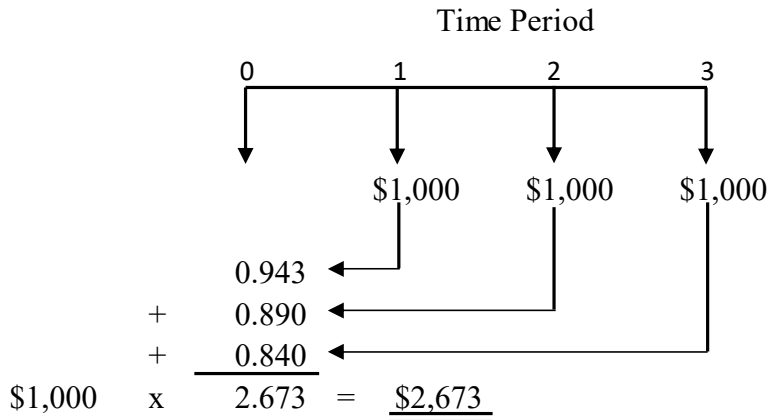 Time Period
0 1 2 3
$1,000 $1,000 $1,000
0.943
+ 0.890
+ 0.840
$1,000 x 2.673 = $2,673